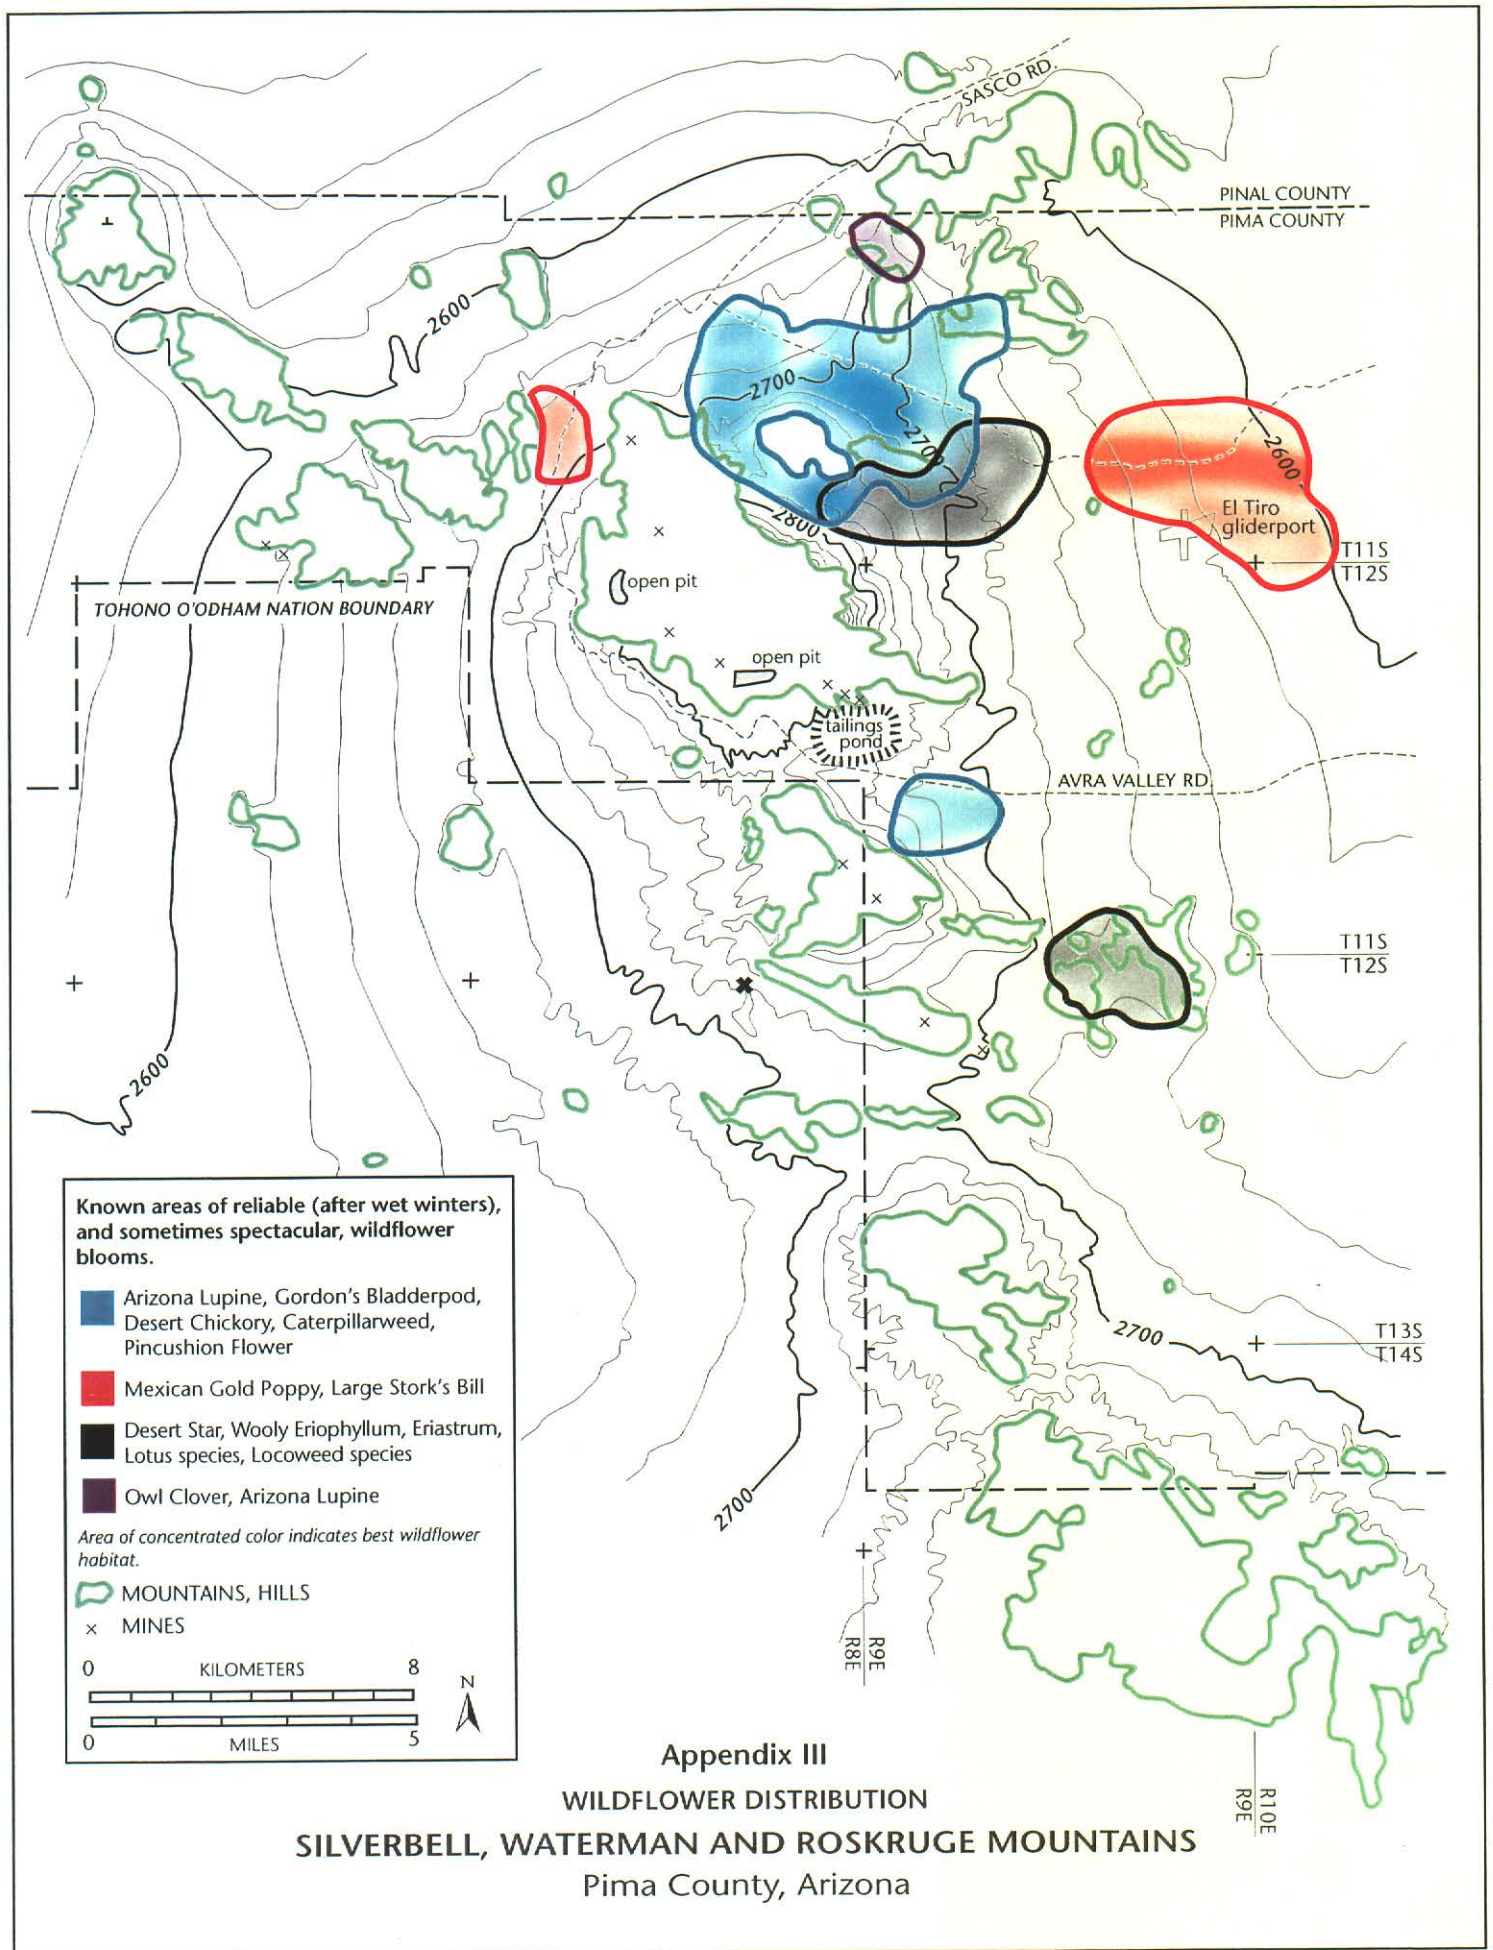 SASCO RD.
PINAL COUNTY
PIMA COUNTY
2600
2700
2700
2600
El Tiro
gliderport
T11S
T12S
2800
open pit
TOHONO O'ODHAM NATION BOUNDARY
open pit
tailings
pond
AVRA VALLEY RD.
T11S
T12S
2600
Known areas of reliable (after wet winters),
and sometimes spectacular, wildflower
blooms.
Arizona Lupine, Gordon's Bladderpod,
Desert Chickory, Caterpillarweed,
Pincushion Flower
Mexican Gold Poppy, Large Stork's Bill
Desert Star, Wooly Eriophyllum, Eriastrum,
Lotus species, Locoweed species
Owl Clover, Arizona Lupine
Area of concentrated color indicates best wildflower
habitat.
MOUNTAINS, HILLS
× MINES
0 KILOMETERS 8
0 MILES 5
N
2700
T13S
T14S
2700
R8E
R9E
R9E
R10E
Appendix III
WILDFLOWER DISTRIBUTION
SILVERBELL, WATERMAN AND ROSKRUGE MOUNTAINS
Pima County, Arizona